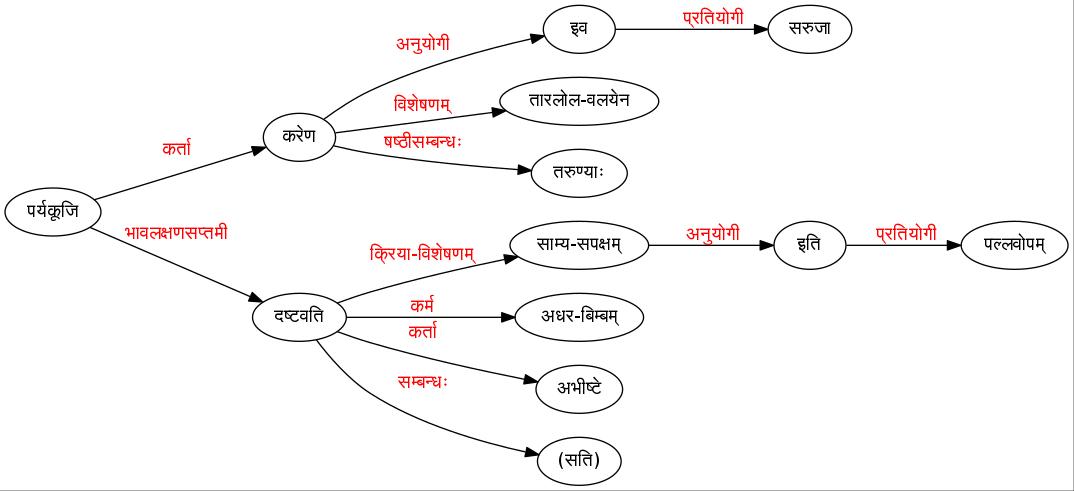 प्रतियोगी
इव
सरुजा
अनुयोगी
तारलोल-वलयेन
विशेषणम्
करेण
षष्ठीसम्बन्धः
कर्ता
तरुण्याः
पर्यकूजि
भावलक्षणसप्तमी
साम्य-सपक्षम्
अनुयोगी
इति
प्रतियोगी
पल्लवोपम्
क्रिया-विशेषणम्
कर्म
दष्टवति
अधर-बिम्बम्
कर्ता
सम्बन्धः
अभीष्टे
(सति)